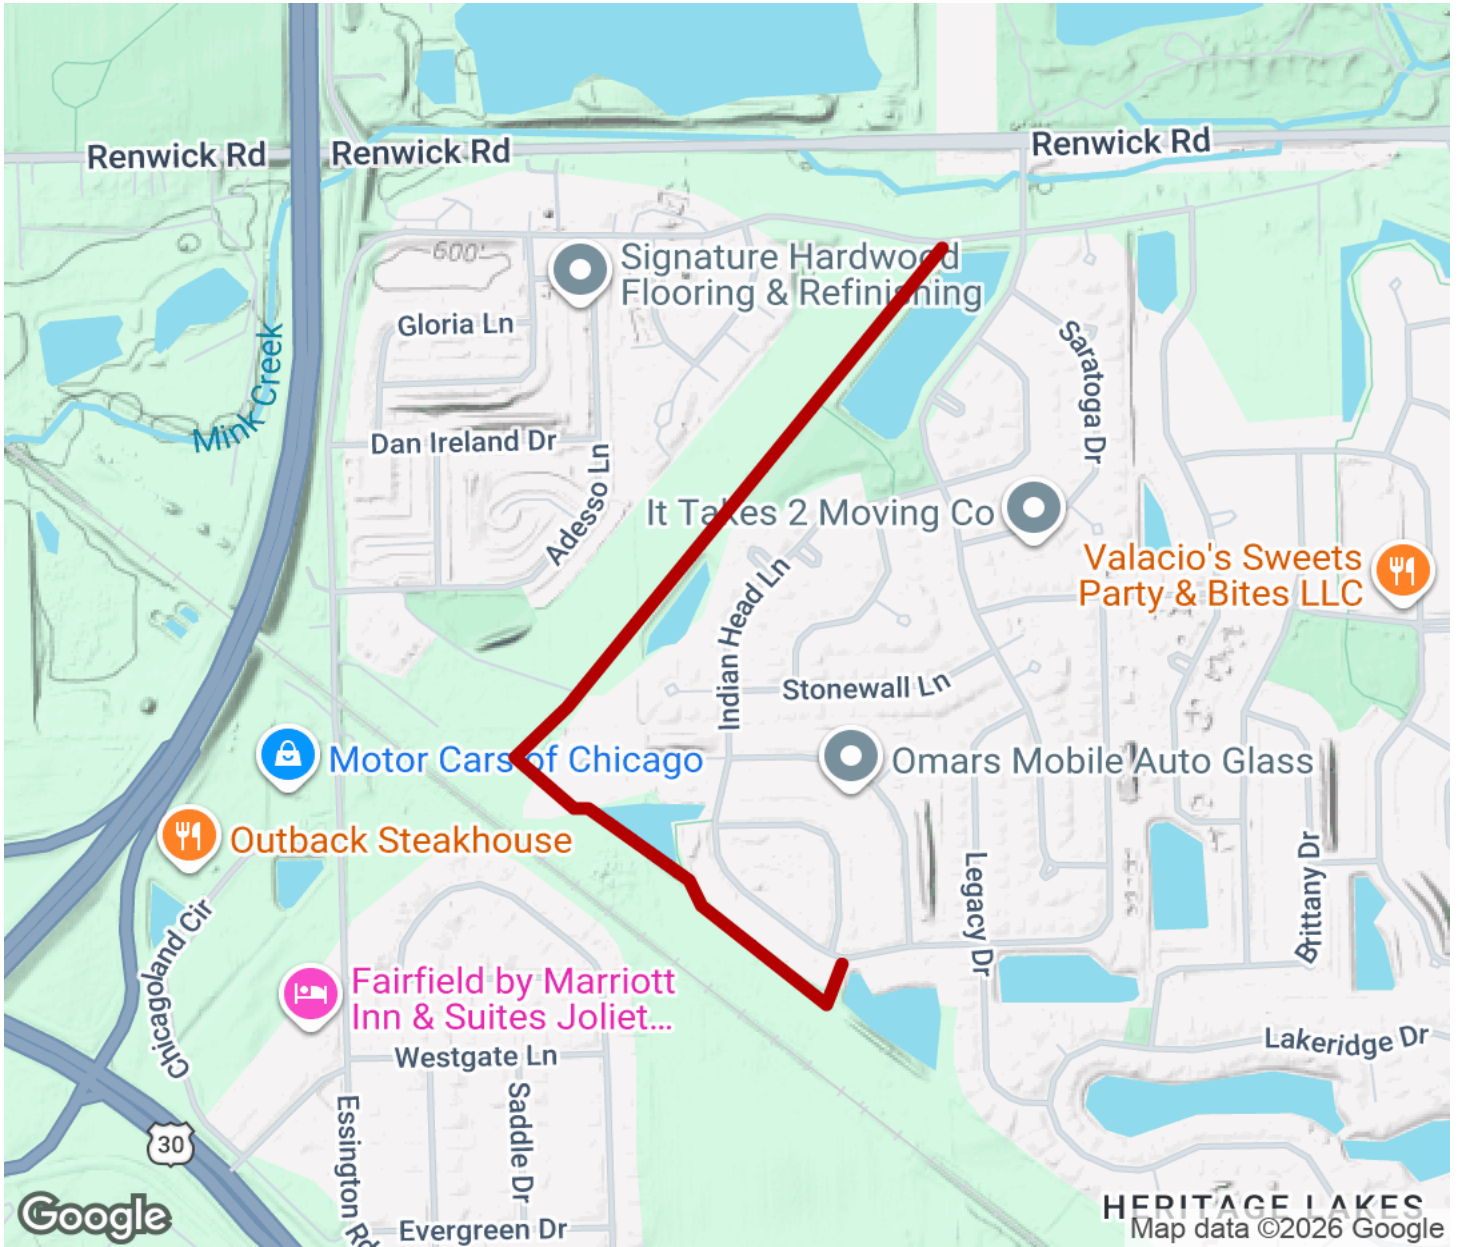 Renwick Rd
Renwick Rd
Renwick Rd
600'
Signature Hardwood
Flooring & Refinishing
Gloria Ln
Mink Creek
Saratoga Dr
Dan Ireland Dr
Adesso Ln
It Takes 2 Moving Co
Valacio's Sweets
Party & Bites LLC
Indian Head Ln
Stonewall Ln
Motor Cars of Chicago
Omars Mobile Auto Glass
Outback Steakhouse
Legacy Dr
Brittany Dr
Chicagoland Cir
Fairfield by Marriott
Inn & Suites Joliet...
Westgate Ln
Lakeridge Dr
Saddle Dr
Essington Rd
30
Evergreen Dr
HERITAGE LAKES
Google
Map data ©2026 Google